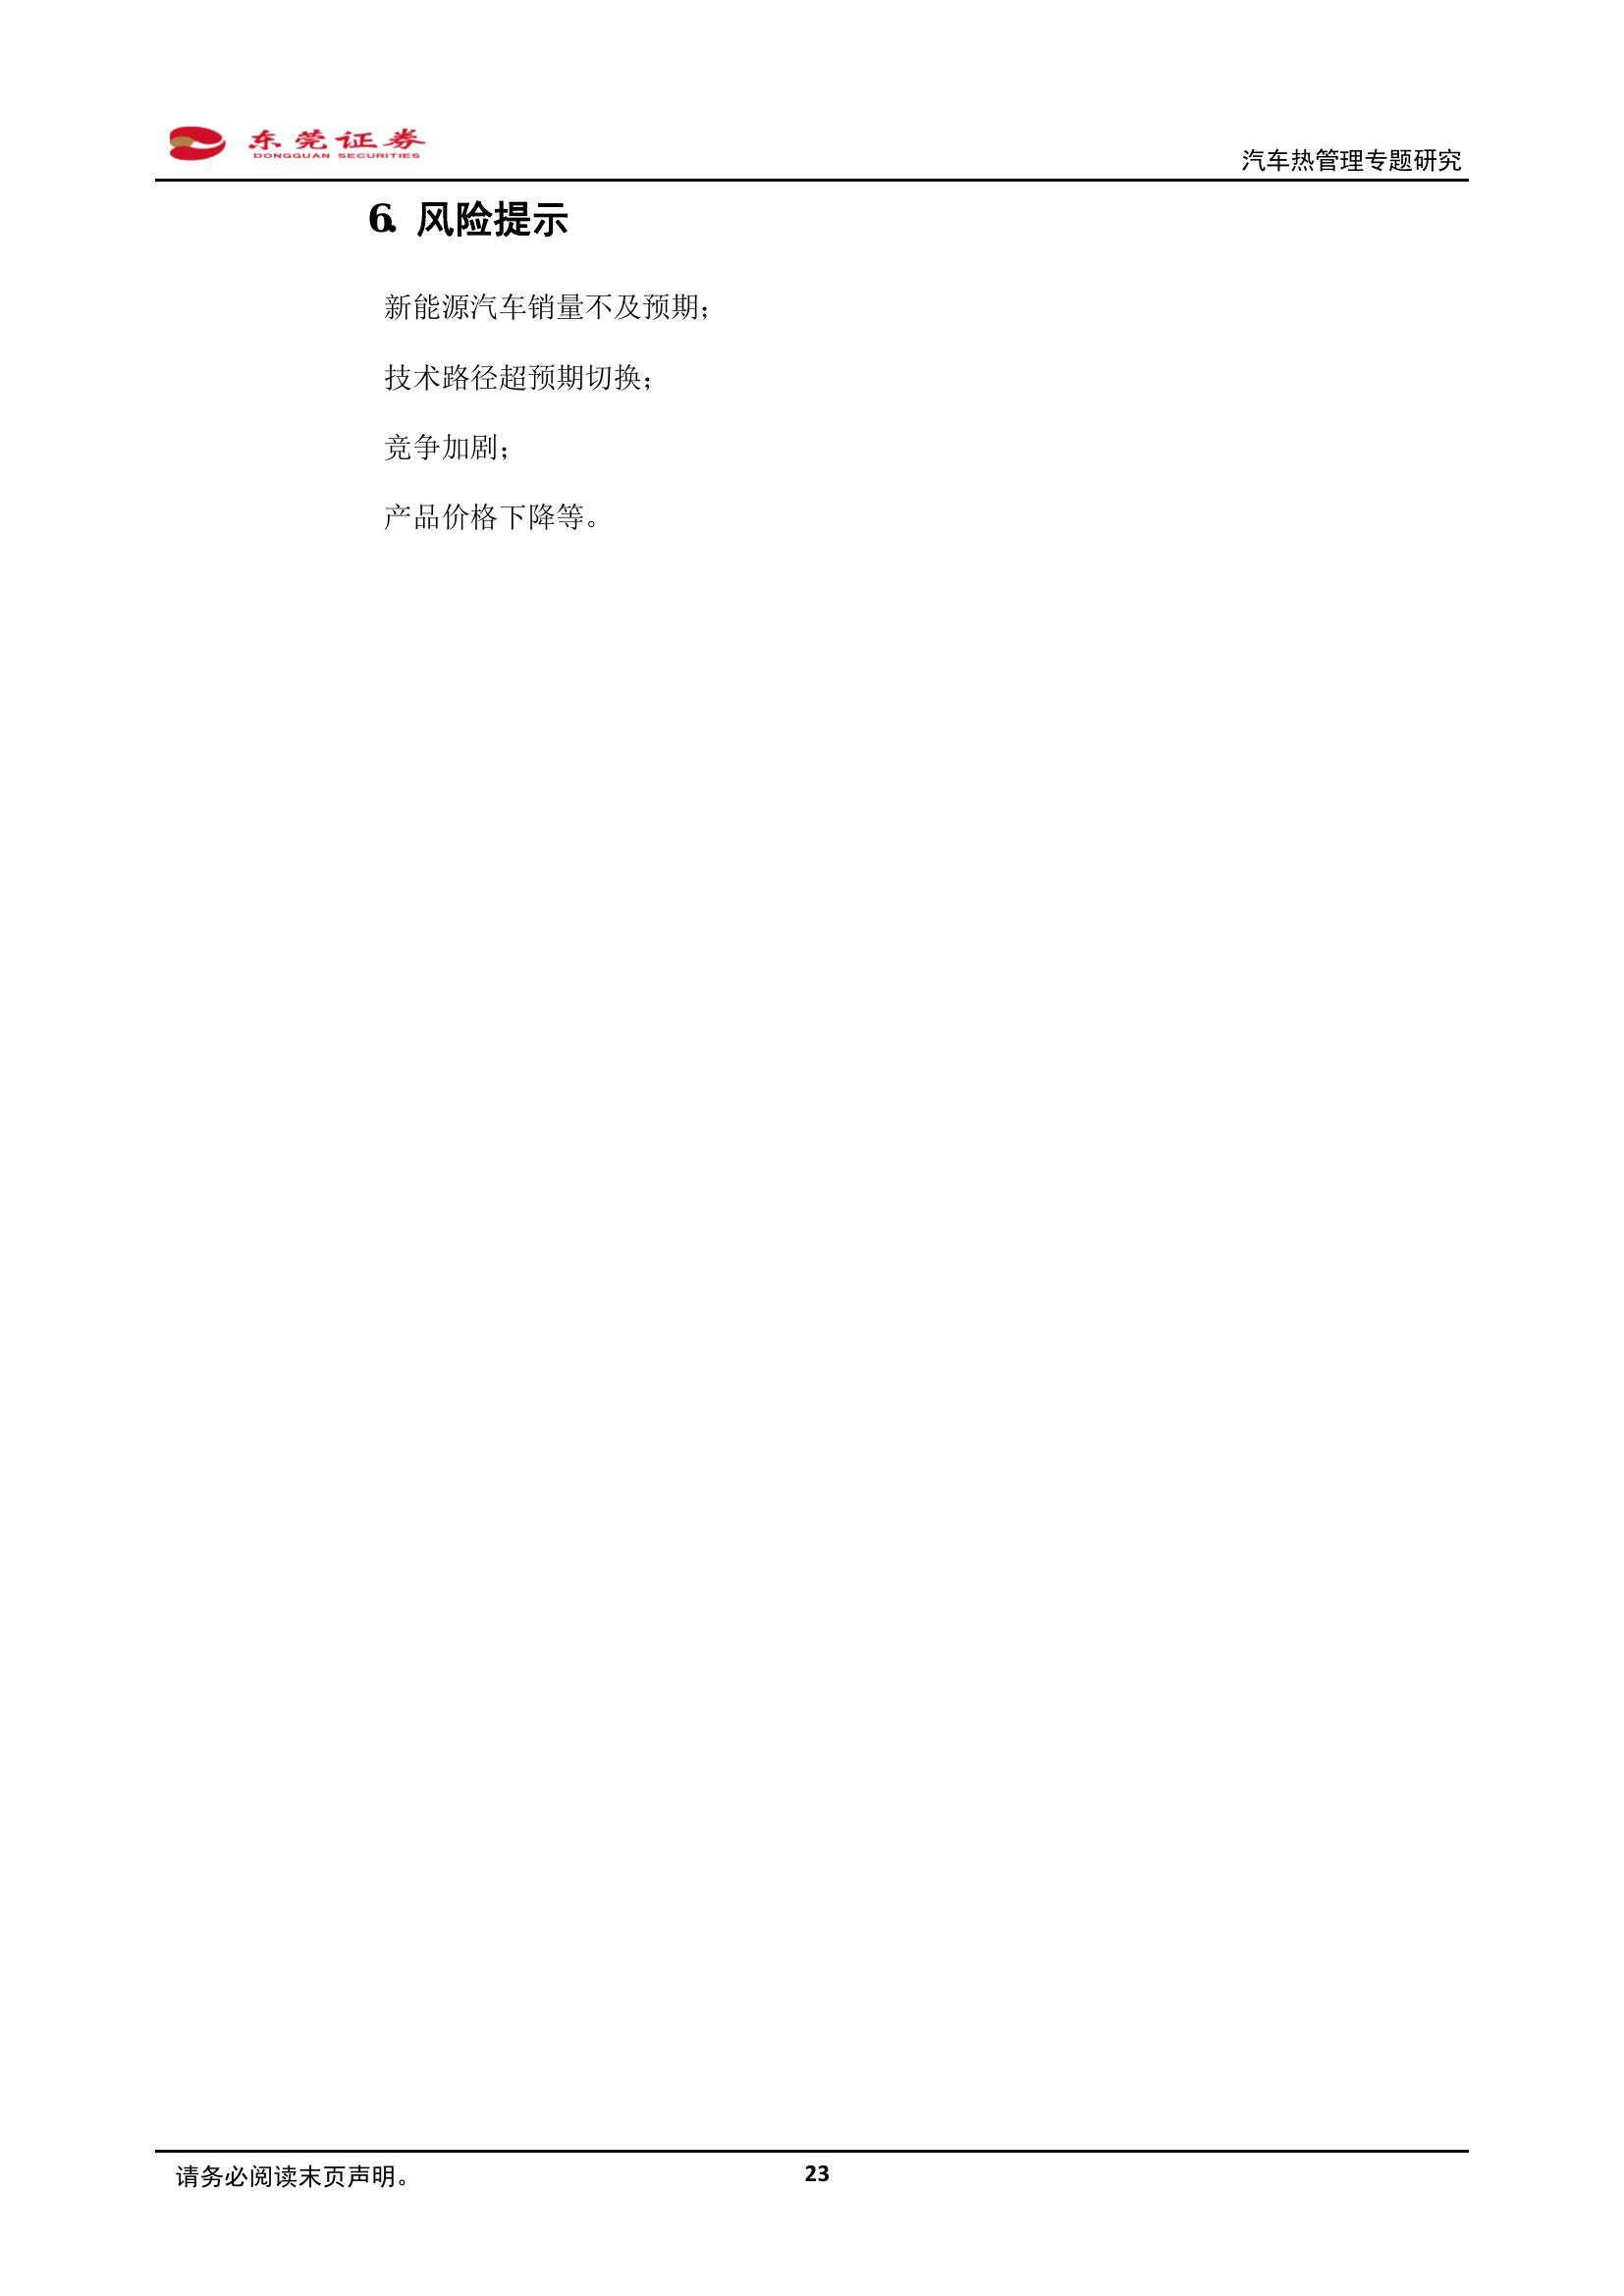 东莞证券
DONGGUAN SECURITIES
汽车热管理专题研究
6. 风险提示
新能源汽车销量不及预期；
技术路径超预期切换；
竞争加剧；
产品价格下降等。
请务必阅读末页声明。
23